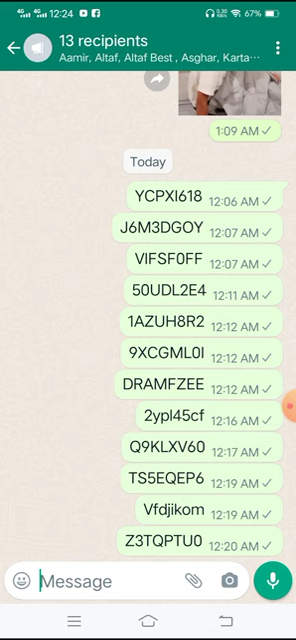 12:24
0.30
KB/s
67%
13 recipients
Aamir, Altaf, Altaf Best , Asghar, Karta...
1:09 AM
Today
YCPXI618 12:06 AM
J6M3DGOY 12:07 AM
VIFSF0FF 12:07 AM
50UDL2E4 12:11 AM
1AZUH8R2 12:12 AM
9XCGML0I 12:12 AM
DRAMFZEE 12:12 AM
2ypl45cf 12:16 AM
Q9KLXV60 12:17 AM
TS5EQEP6 12:19 AM
Vfdjikom 12:19 AM
Z3TQPTU0 12:20 AM
Message